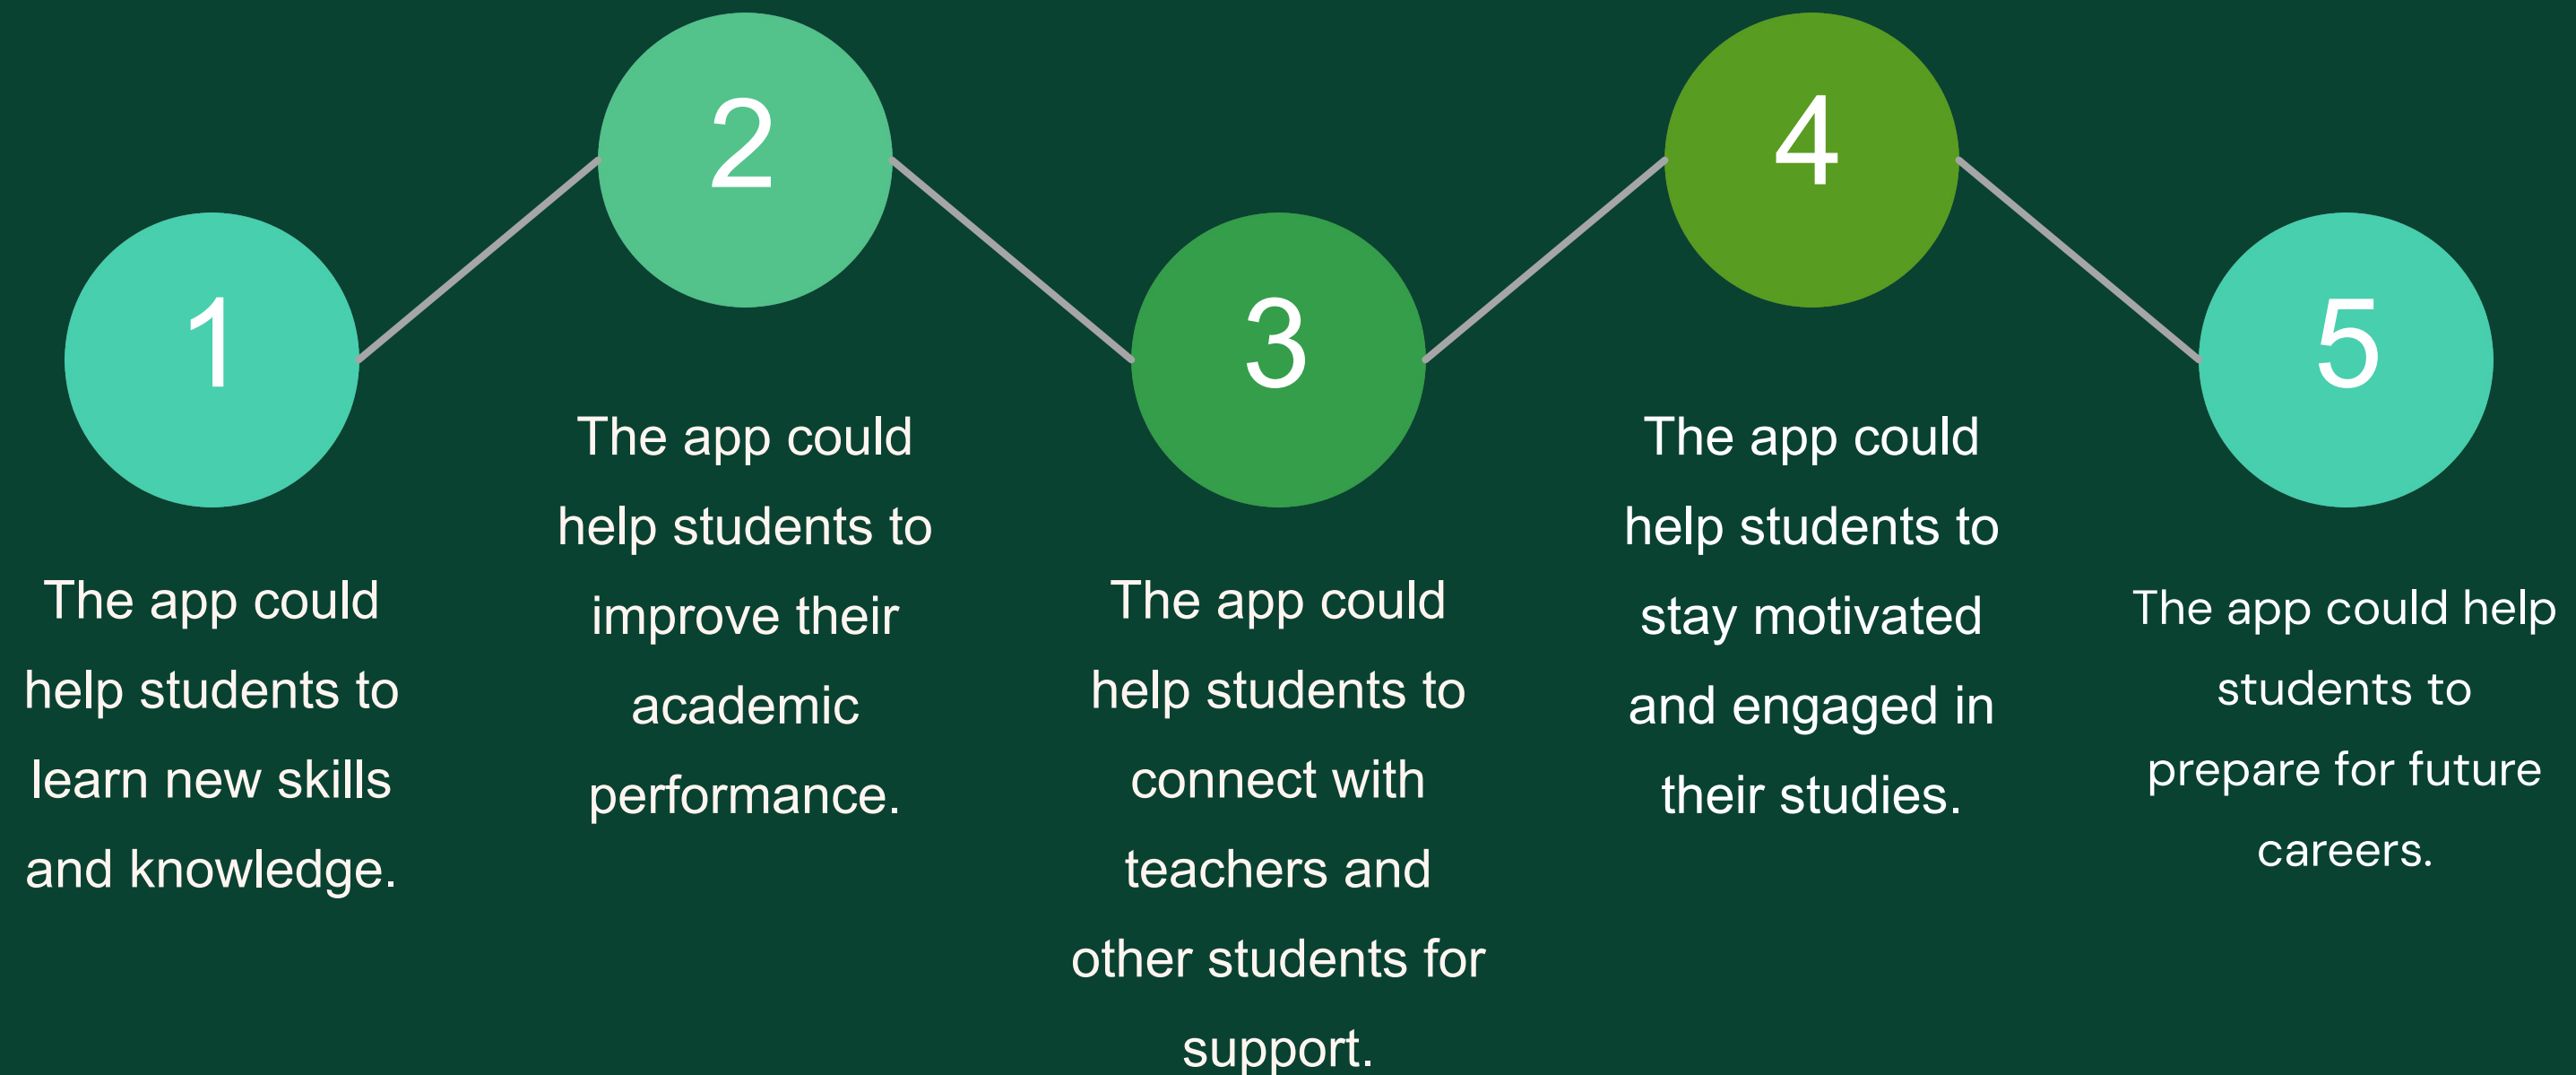 1
The app could
help students to
learn new skills
and knowledge.
2
The app could
help students to
improve their
academic
performance.
3
The app could
help students to
connect with
teachers and
other students for
support.
4
The app could
help students to
stay motivated
and engaged in
their studies.
5
The app could help
students to
prepare for future
careers.